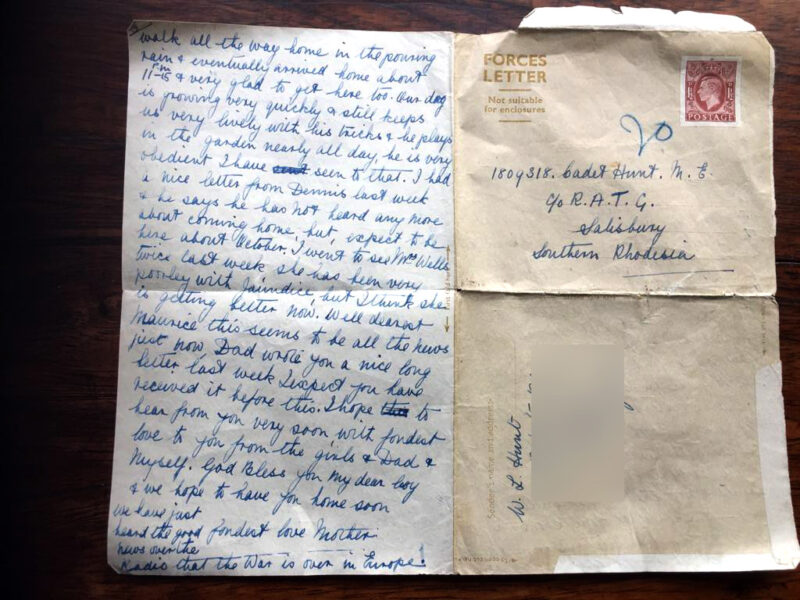 walk all the way home in the pouring
rain & eventually arrived home about
11-15 pm & very glad to get here too. Our dog
is growing very quickly & still keeps
us very lively with his tricks & he plays
in the garden nearly all day, he is very
obedient I have sent seen to that. I had
a nice letter from Dennis last week
& he says he has not heard any more
about coming home, but, expect to be
here about October. I went to see Mrs Wells
twice last week, she has been very
poorley with Jaindice, but I think she
is getting better now. Well dearest
Maurice this seems to be all the news
just now, Dad wrote you a nice long
letter last week I expect you have
received it before this. I hope to
hear from you very soon, with fondest
love to you from the girls & Dad &
Myself. God Bless you my dear boy
& we hope to have you home soon
fondest love Mother
We have just
heard the good
news over the
Radio that the War is over in Europe!
FORCES
LETTER
Not suitable
for enclosures
POSTAGE
20
1809318. Cadet Hunt. M. E.
C/o R.A.T.G.
Salisbury
Southern Rhodesia
Sender's name and address
W. L Hunt